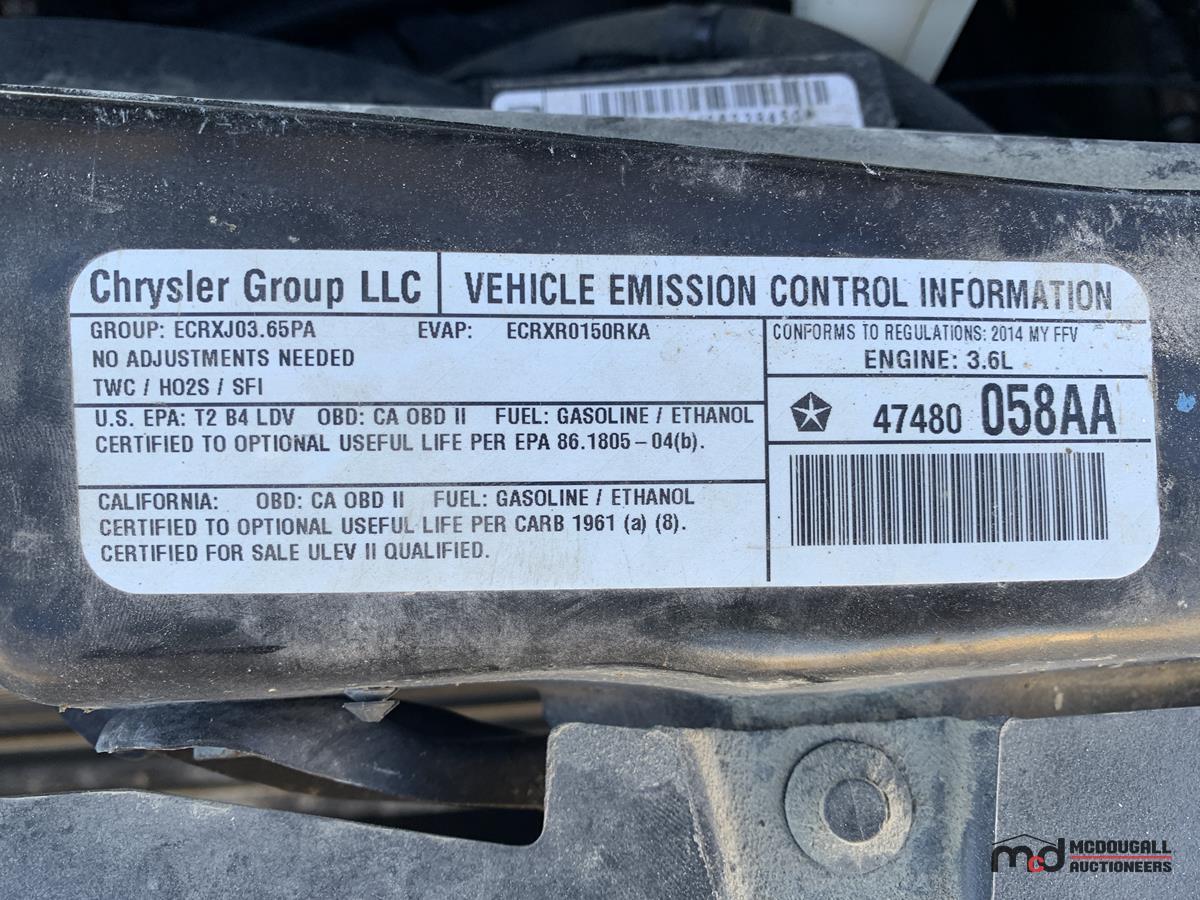 Chrysler Group LLC
VEHICLE EMISSION CONTROL INFORMATION
GROUP: ECRXJ03.65PA EVAP: ECRXR0150RKA
NO ADJUSTMENTS NEEDED
TWC / HO2S / SFI
CONFORMS TO REGULATIONS: 2014 MY FFV
ENGINE: 3.6L
U.S. EPA: T2 B4 LDV OBD: CA OBD II FUEL: GASOLINE / ETHANOL
CERTIFIED TO OPTIONAL USEFUL LIFE PER EPA 86.1805 – 04(b).
47480 058AA
CALIFORNIA: OBD: CA OBD II FUEL: GASOLINE / ETHANOL
CERTIFIED TO OPTIONAL USEFUL LIFE PER CARB 1961 (a) (8).
CERTIFIED FOR SALE ULEV II QUALIFIED.
mcd MCDOUGALL
AUCTIONEERS